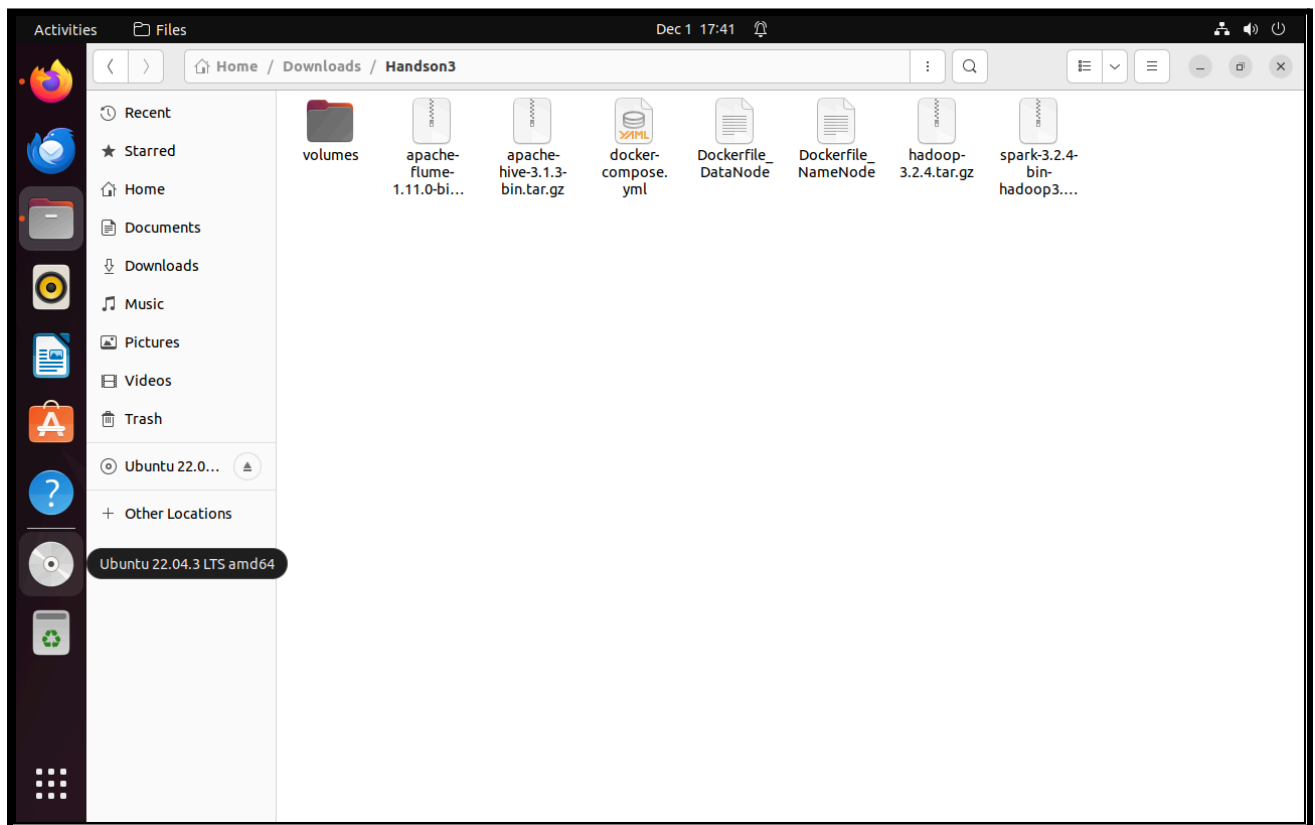 Activities Files Dec 1 17:41
Home / Downloads / Handson3
Recent
Starred
Home
Documents
Downloads
Music
Pictures
Videos
Trash
Ubuntu 22.0...
Other Locations
Ubuntu 22.04.3 LTS amd64
volumes
apache-
flume-
1.11.0-bi...
apache-
hive-3.1.3-
bin.tar.gz
YAML
docker-
compose.
yml
Dockerfile_
DataNode
Dockerfile_
NameNode
hadoop-
3.2.4.tar.gz
spark-3.2.4-
bin-
hadoop3....